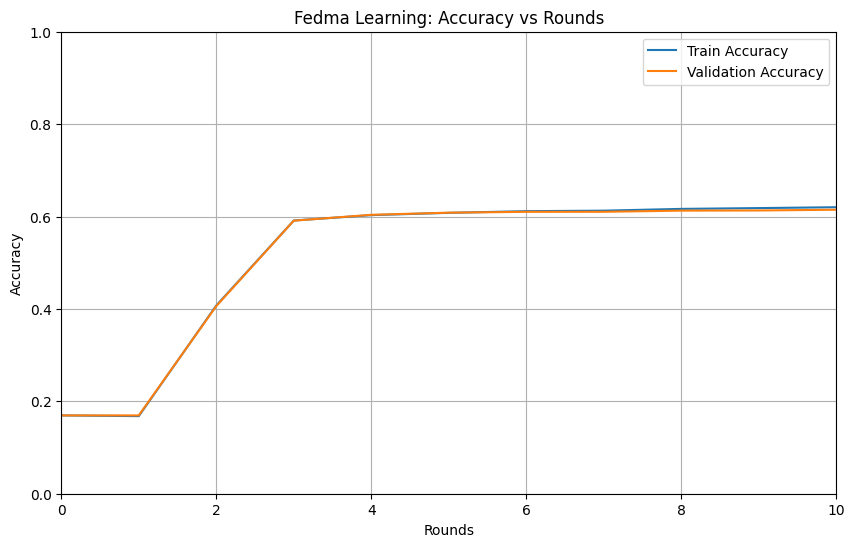 Fedma Learning: Accuracy vs Rounds
Train Accuracy
Validation Accuracy
Accuracy
1.0
0.8
0.6
0.4
0.2
0.0
0 2 4 6 8 10
Rounds